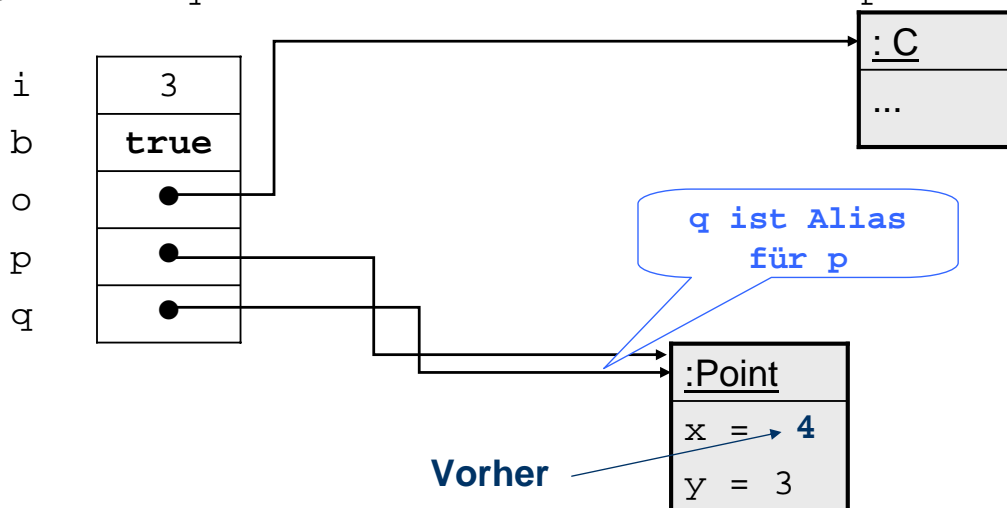 : C
...
i 3
b true
o
p
q
q ist Alias
für p
:Point
x = 4
Vorher
y = 3